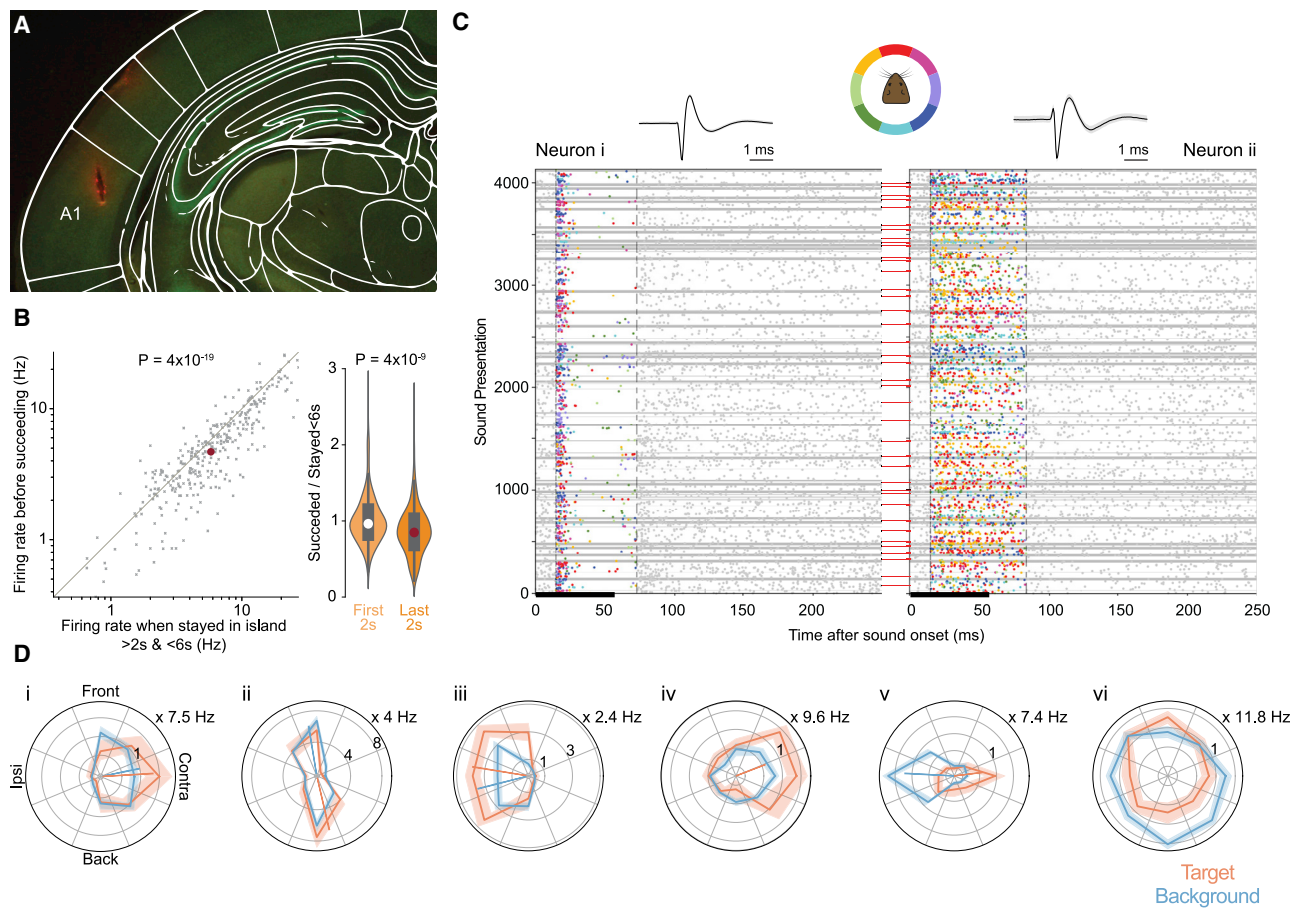 A
A1
B
P = 4x10-19
Firing rate before succeeding (Hz)
10
1
1
10
Firing rate when stayed in island
>2s & <6s (Hz)
P = 4x10-9
Succeded / Stayed<6s
3
2
1
0
First
2s
Last
2s
C
Neuron i
1 ms
1 ms
Neuron ii
Sound Presentation
4000
3000
2000
1000
0
0
50
100
150
200
0
50
100
150
200
250
Time after sound onset (ms)
D
i
Front
x 7.5 Hz
1
Ipsi
Contra
Back
ii
x 4 Hz
4
8
iii
x 2.4 Hz
1
3
iv
x 9.6 Hz
1
v
x 7.4 Hz
1
vi
x 11.8 Hz
1
Target
Background